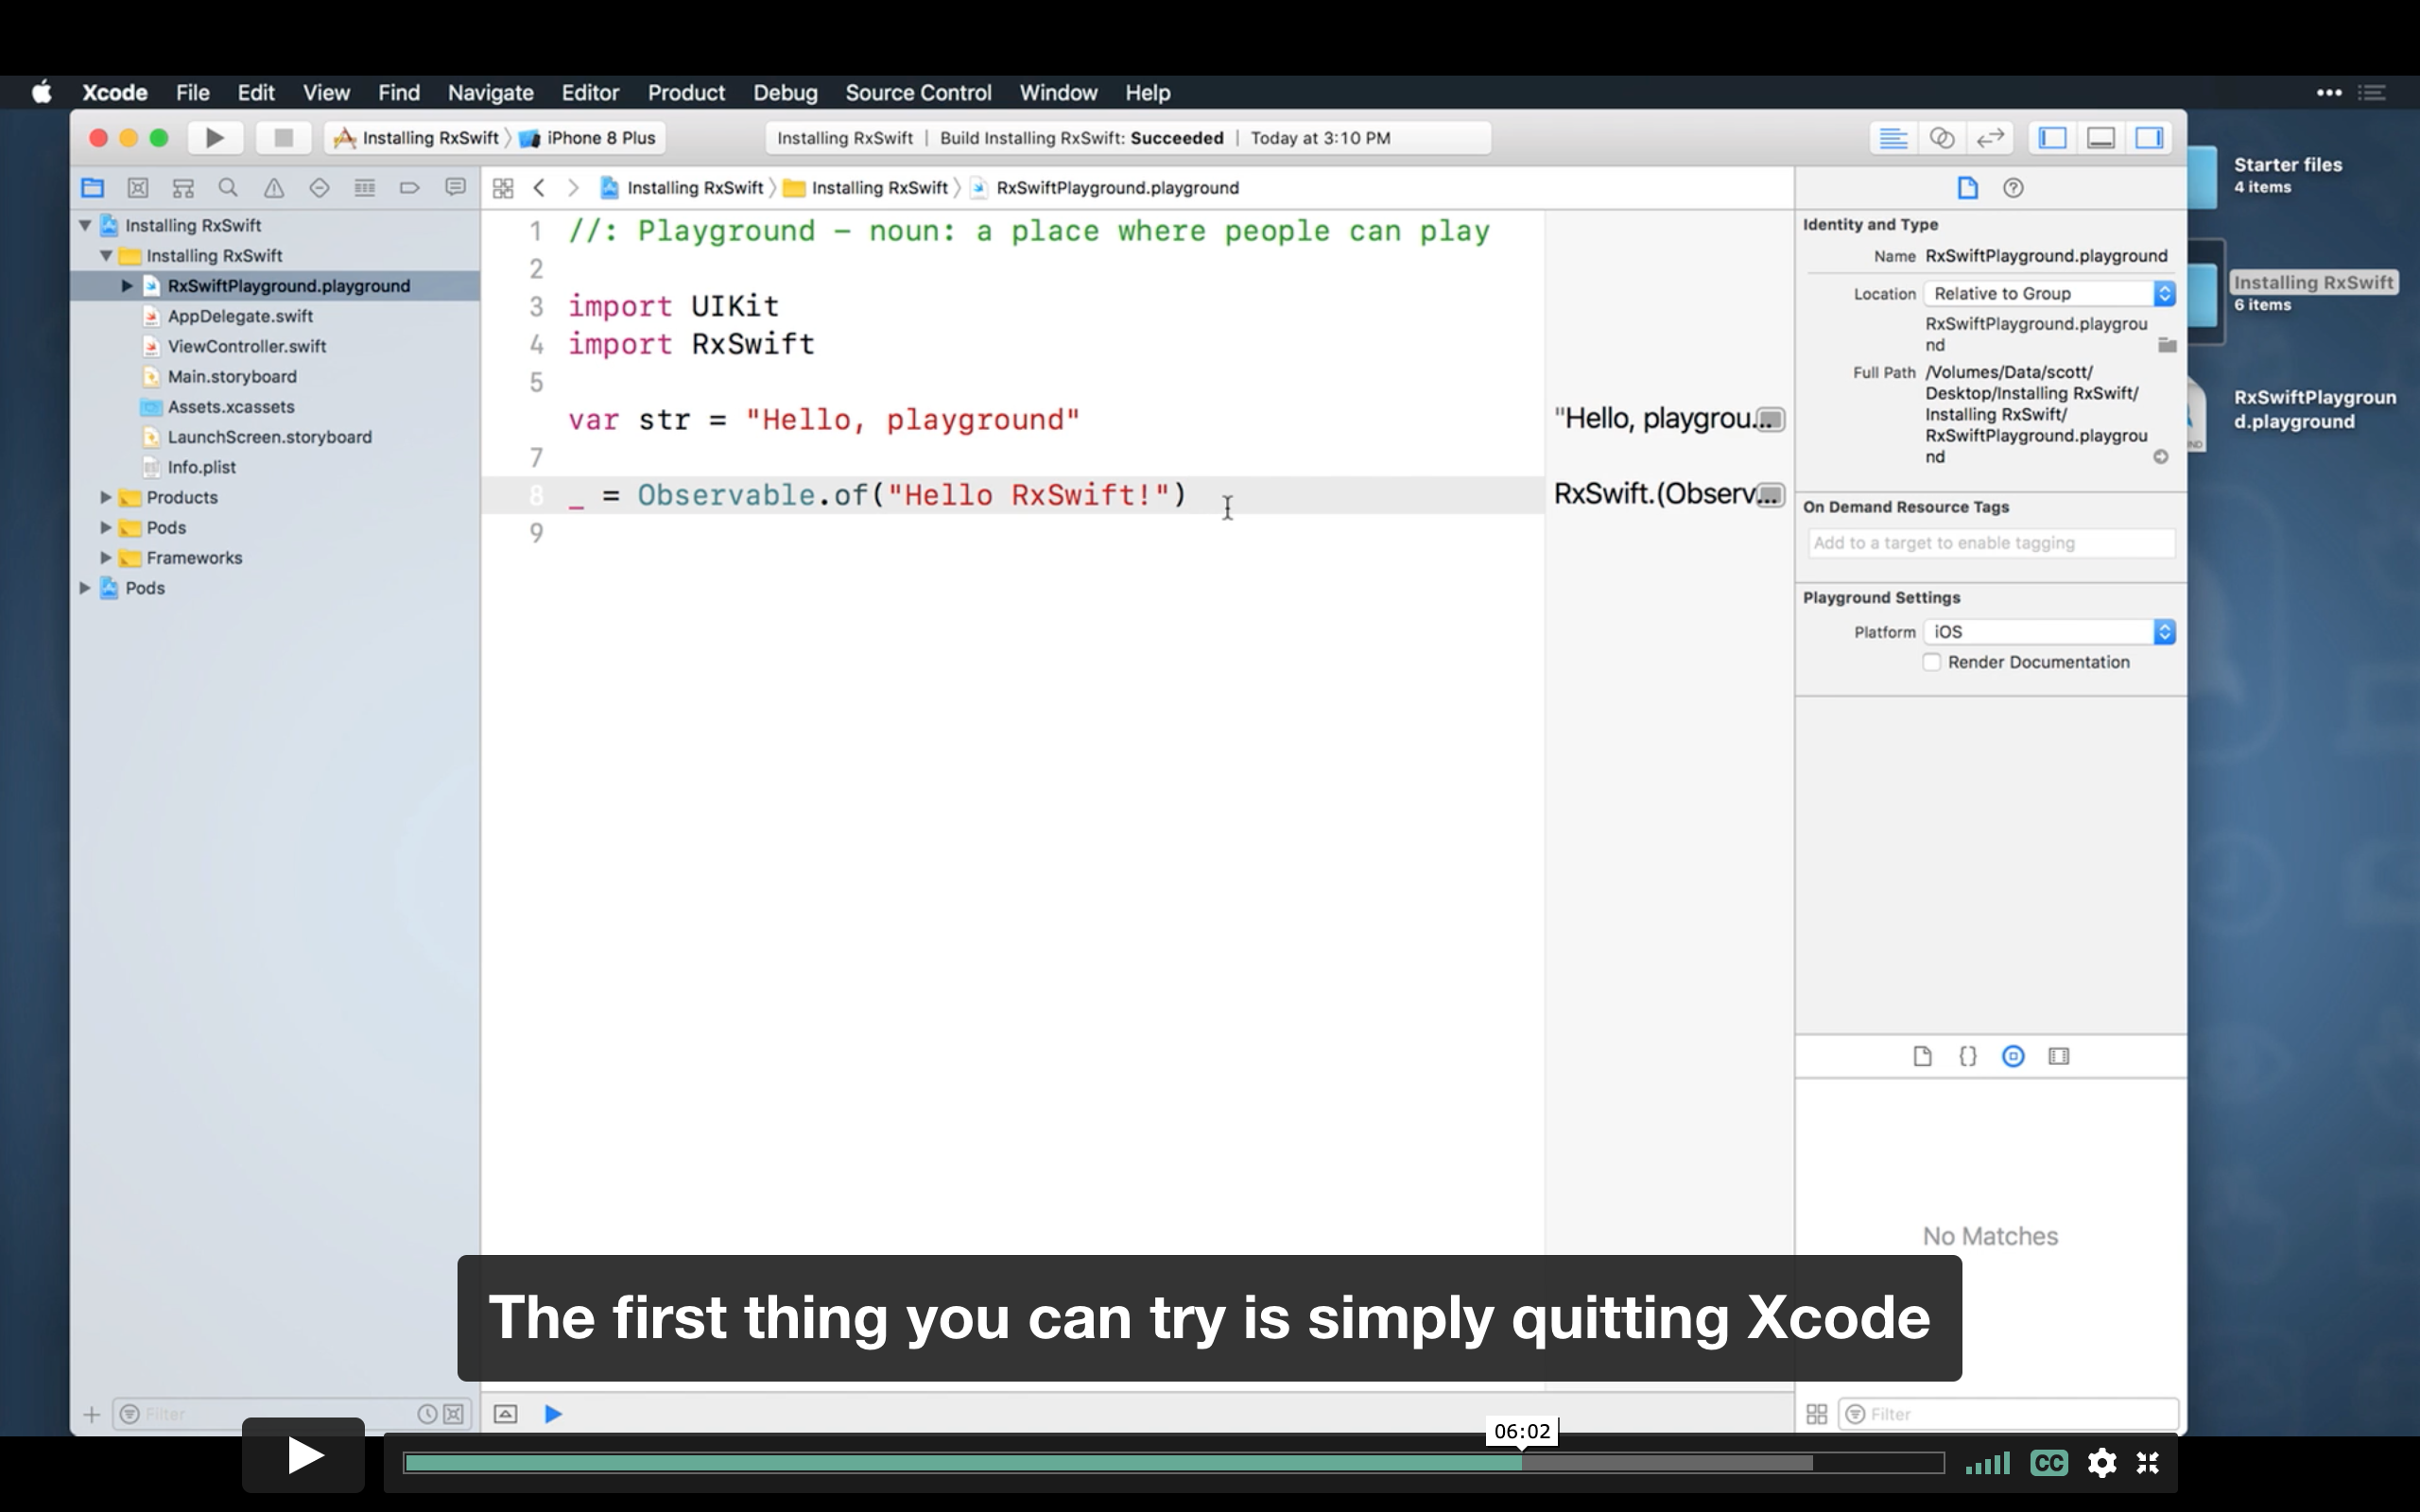 Xcode File Edit View Find Navigate Editor Product Debug Source Control Window Help
Installing RxSwift iPhone 8 Plus Installing RxSwift | Build Installing RxSwift: Succeeded | Today at 3:10 PM
Installing RxSwift Installing RxSwift RxSwiftPlayground.playground
Installing RxSwift
Installing RxSwift
RxSwiftPlayground.playground
AppDelegate.swift
ViewController.swift
Main.storyboard
Assets.xcassets
LaunchScreen.storyboard
Info.plist
Products
Pods
Frameworks
Pods
Filter
1 //: Playground – noun: a place where people can play
2
3 import UIKit
4 import RxSwift
5
var str = "Hello, playground"
7
8 _ = Observable.of("Hello RxSwift!")
9
"Hello, playgrou...
RxSwift.(Observ...
Identity and Type
Name RxSwiftPlayground.playground
Location Relative to Group
RxSwiftPlayground.playgrou
nd
Full Path /Volumes/Data/scott/
Desktop/Installing RxSwift/
Installing RxSwift/
RxSwiftPlayground.playgrou
nd
On Demand Resource Tags
Add to a target to enable tagging
Playground Settings
Platform iOS
Render Documentation
{}
No Matches
Filter
Starter files
4 items
Installing RxSwift
6 items
RxSwiftPlaygroun
d.playground
The first thing you can try is simply quitting Xcode
06:02
CC